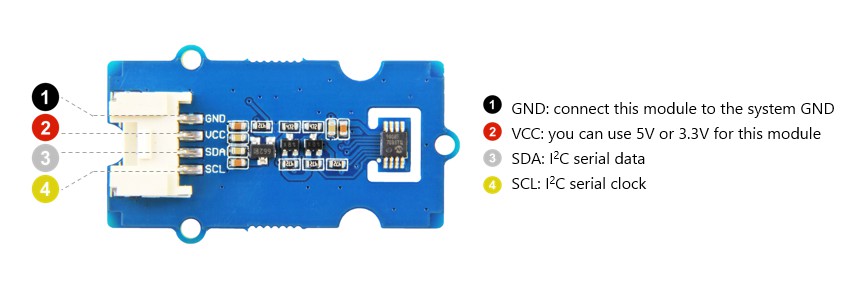 1
2
3
4
GND
VCC
SDA
SCL
1 GND: connect this module to the system GND
2 VCC: you can use 5V or 3.3V for this module
3 SDA: I²C serial data
4 SCL: I²C serial clock